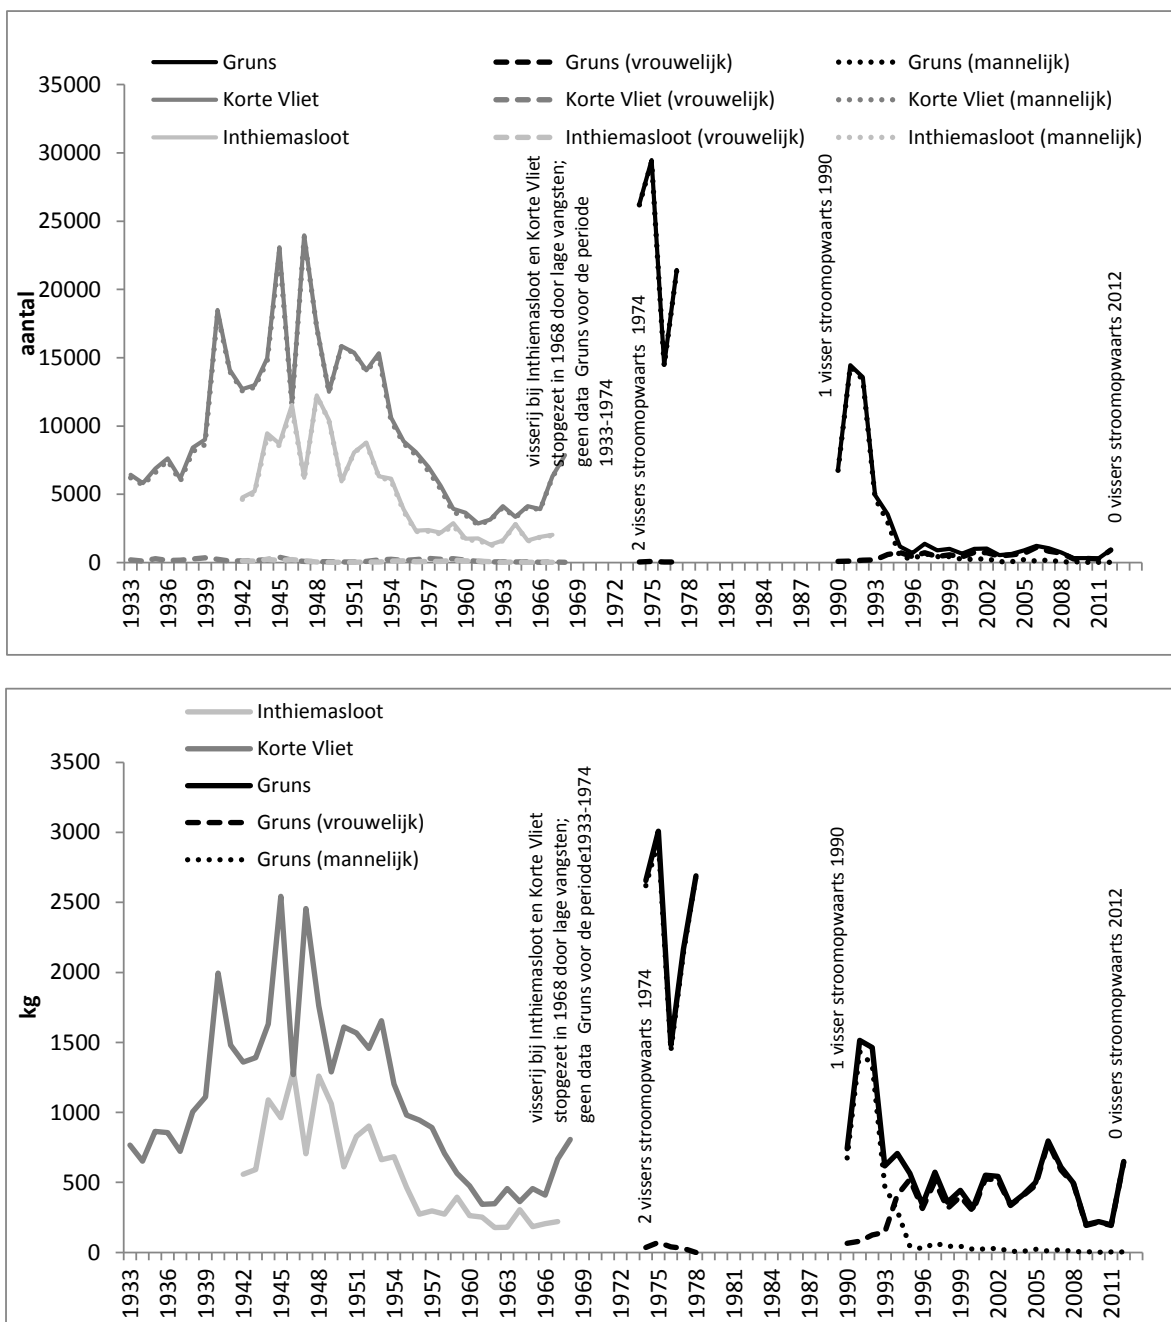 Gruns
Gruns (vrouwelijk)
Gruns (mannelijk)
Korte Vliet
Korte Vliet (vrouwelijk)
Korte Vliet (mannelijk)
Inthiemasloot
Inthiemasloot (vrouwelijk)
Inthiemasloot (mannelijk)
35000
30000
25000
20000
15000
10000
5000
0
aantal
visserij bij Inthiemasloot en Korte Vliet
stopgezet in 1968 door lage vangsten;
geen data Gruns voor de periode
1933-1974
2 vissers stroomopwaarts 1974
1 visser stroomopwaarts 1990
0 vissers stroomopwaarts 2012
1933
1936
1939
1942
1945
1948
1951
1954
1957
1960
1963
1966
1969
1972
1975
1978
1981
1984
1987
1990
1993
1996
1999
2002
2005
2008
2011
Inthiemasloot
Korte Vliet
Gruns
Gruns (vrouwelijk)
Gruns (mannelijk)
3500
3000
2500
2000
1500
1000
500
0
kg
visserij bij Inthiemasloot en Korte Vliet
stopgezet in 1968 door lage vangsten;
geen data Gruns voor de periode1933-1974
2 vissers stroomopwaarts 1974
1 visser stroomopwaarts 1990
0 vissers stroomopwaarts 2012
1933
1936
1939
1942
1945
1948
1951
1954
1957
1960
1963
1966
1969
1972
1975
1978
1981
1984
1987
1990
1993
1996
1999
2002
2005
2008
2011